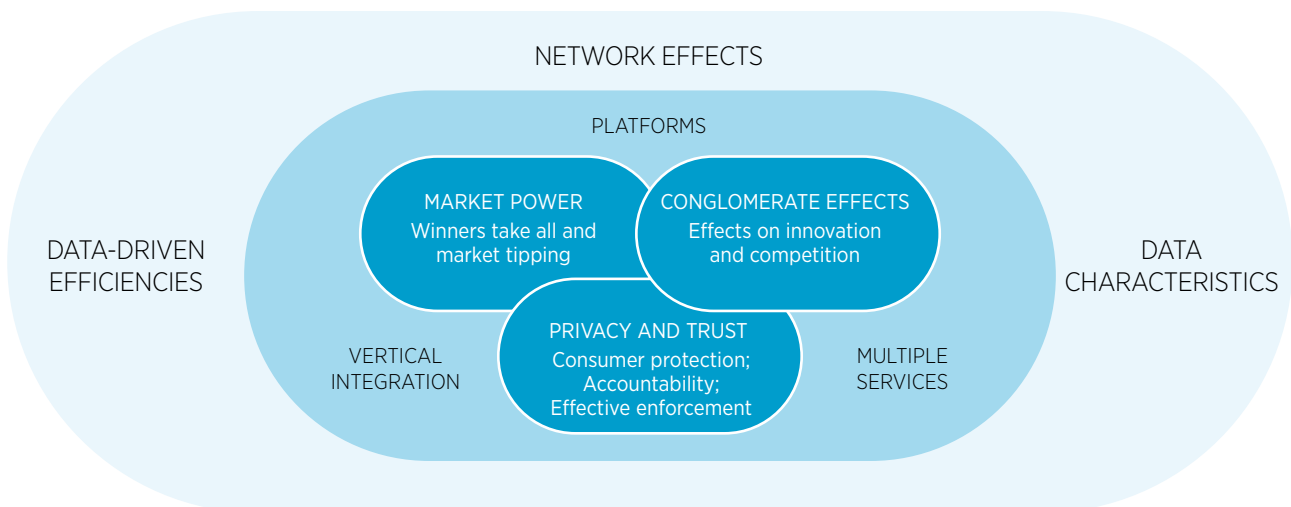 NETWORK EFFECTS
PLATFORMS
MARKET POWER
Winners take all and
market tipping
CONGLOMERATE EFFECTS
Effects on innovation
and competition
DATA-DRIVEN
EFFICIENCIES
DATA
CHARACTERISTICS
PRIVACY AND TRUST
Consumer protection;
Accountability;
Effective enforcement
VERTICAL
INTEGRATION
MULTIPLE
SERVICES